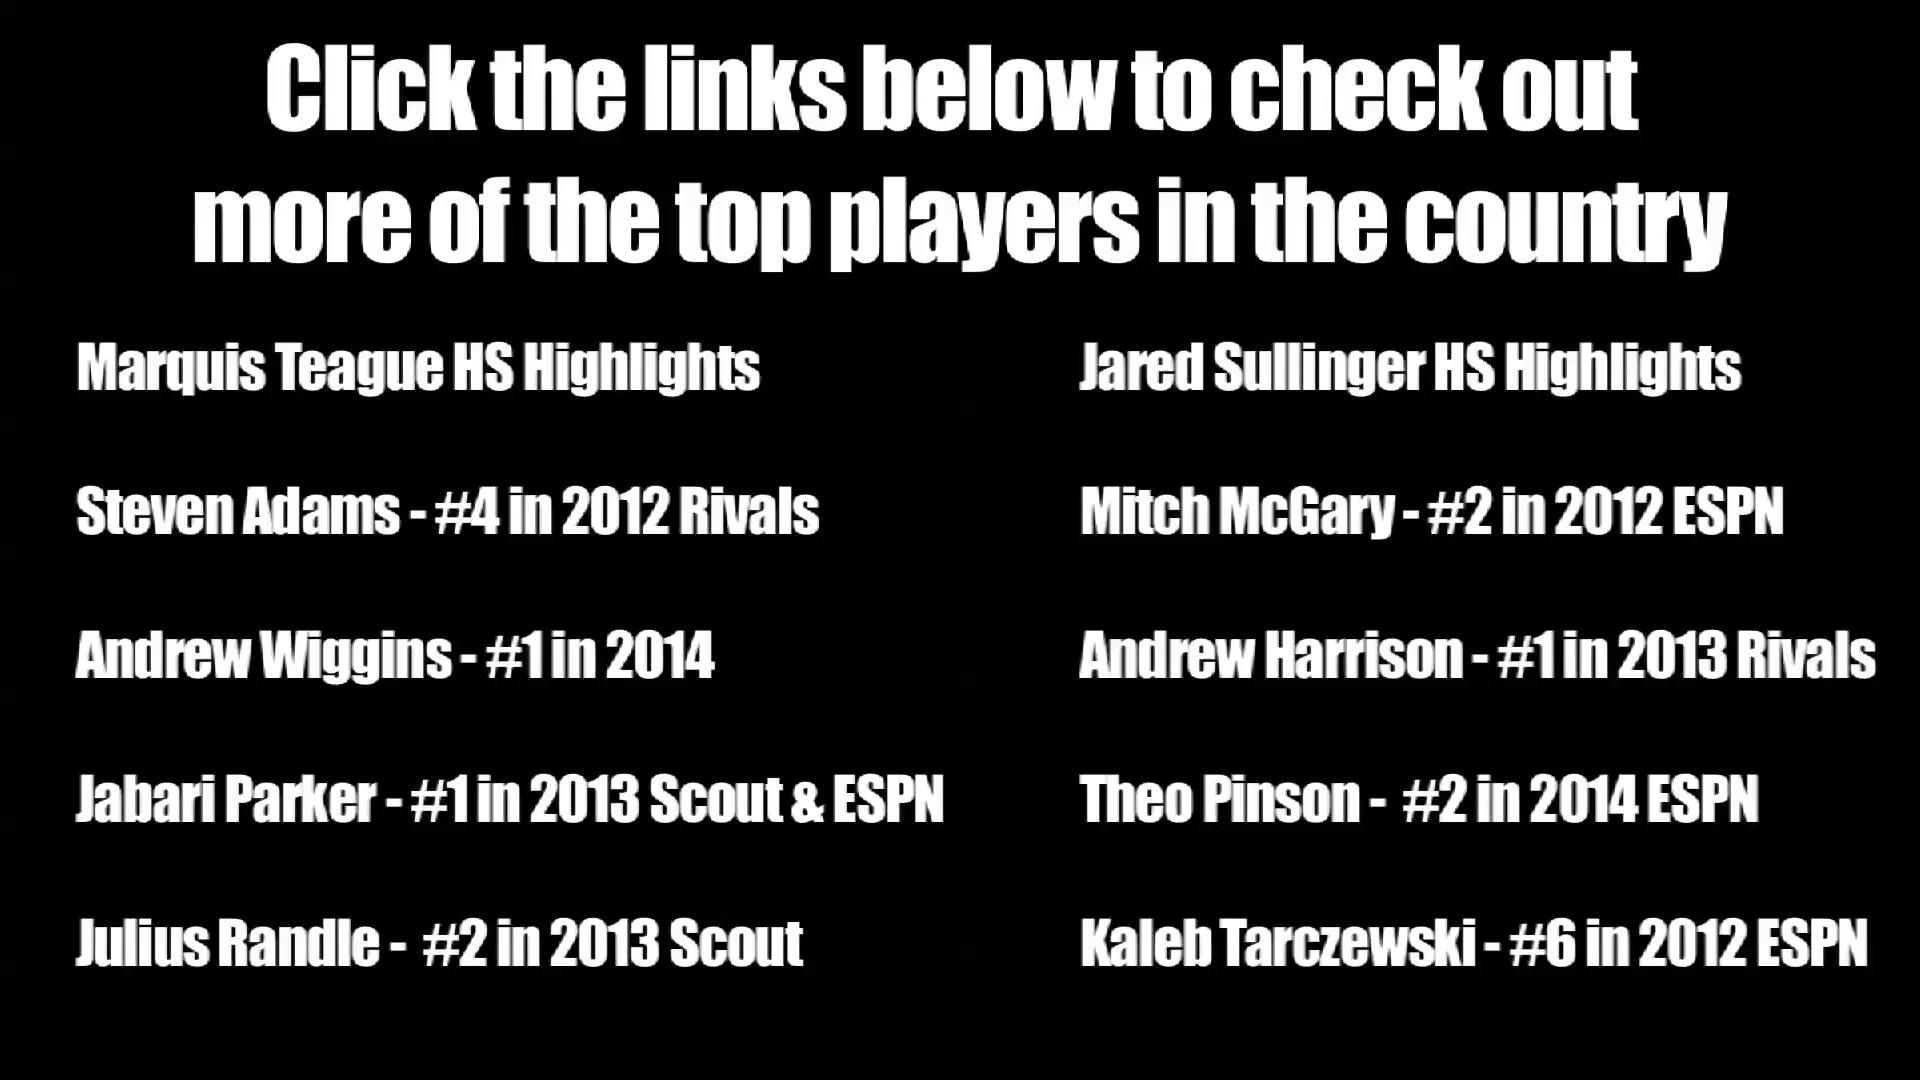 Click the links below to check out
more of the top players in the country
Marquis Teague HS Highlights
Jared Sullinger HS Highlights
Steven Adams - #4 in 2012 Rivals
Mitch McGary - #2 in 2012 ESPN
Andrew Wiggins - #1 in 2014
Andrew Harrison - #1 in 2013 Rivals
Jabari Parker - #1 in 2013 Scout & ESPN
Theo Pinson - #2 in 2014 ESPN
Julius Randle - #2 in 2013 Scout
Kaleb Tarczewski - #6 in 2012 ESPN